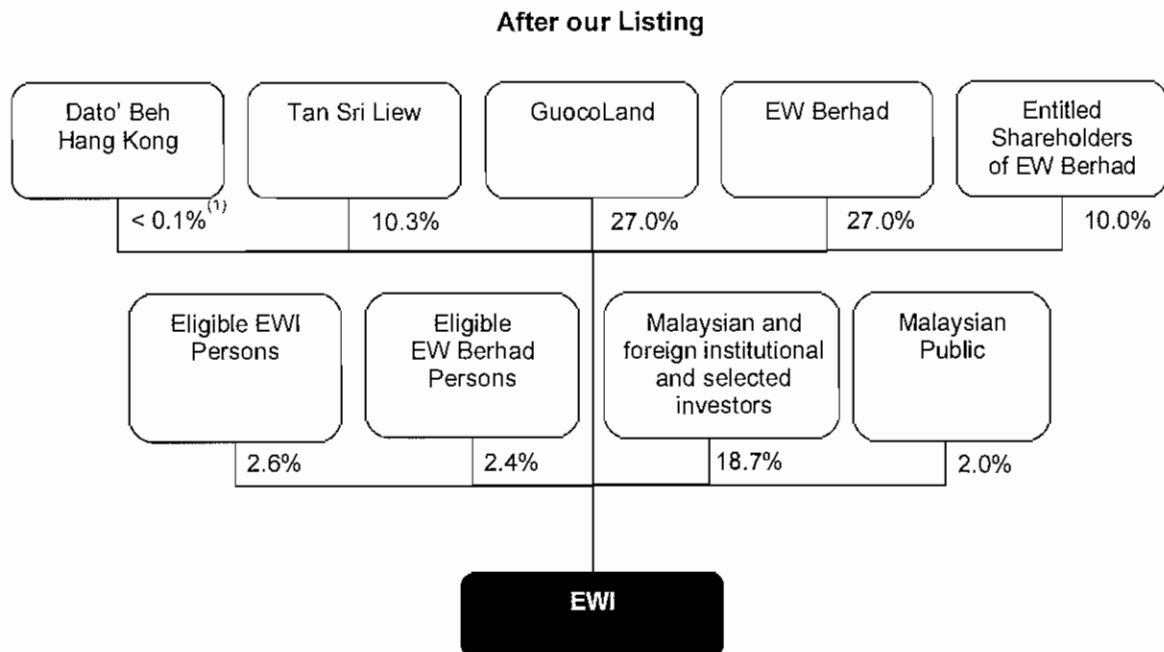 After our Listing
Dato' Beh
Hang Kong
Tan Sri Liew
GuocoLand
EW Berhad
Entitled
Shareholders
of EW Berhad
< 0.1%(1)
10.3%
27.0%
27.0%
10.0%
Eligible EWI
Persons
Eligible
EW Berhad
Persons
Malaysian and
foreign institutional
and selected
investors
Malaysian
Public
2.6%
2.4%
18.7%
2.0%
EWI